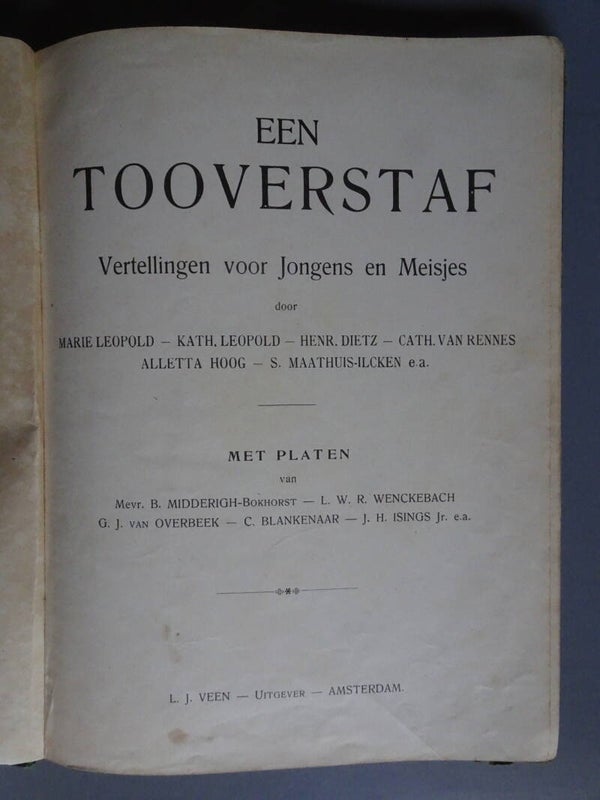 EEN
TOOVERSTAF
Vertellingen voor Jongens en Meisjes
door
MARIE LEOPOLD — KATH. LEOPOLD — HENR. DIETZ — CATH. VAN RENNES
ALLETTA HOOG — S. MAATHUIS-ILCKEN e.a.
MET PLATEN
van
Mevr. B. MIDDERIGH-BOKHORST — L. W. R. WENCKEBACH
G. J. VAN OVERBEEK — C. BLANKENAAR — J. H. ISINGS Jr. e.a.
L. J. VEEN — UITGEVER — AMSTERDAM.